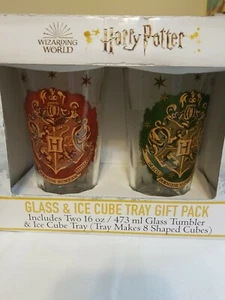 WIZARDING
WORLD
Harry Potter
H
H
GLASS & ICE CUBE TRAY GIFT PACK
Includes Two 16 oz / 473 ml Glass Tumbler
& Ice Cube Tray (Tray Makes 8 Shaped Cubes)